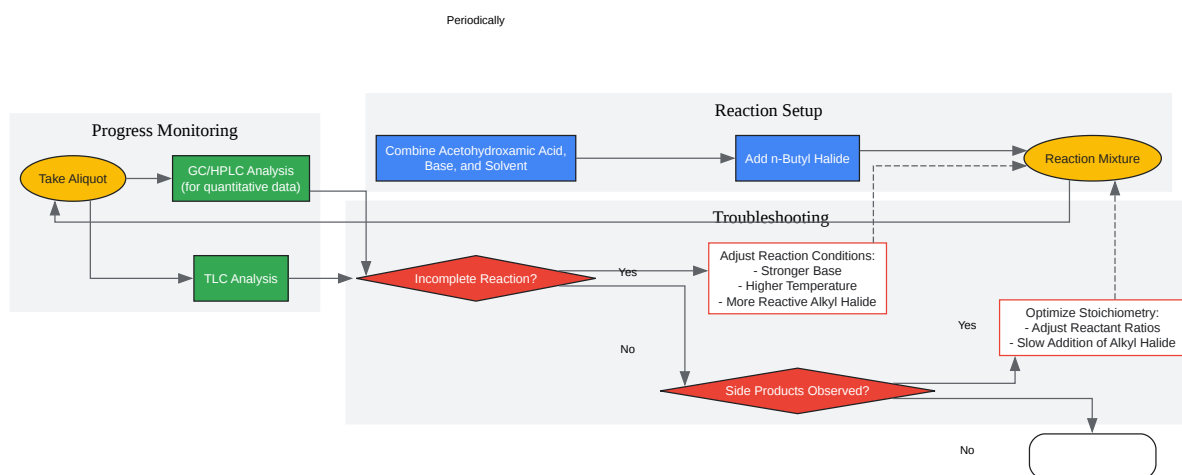 Periodically
Reaction Setup
Progress Monitoring
Combine Acetohydroxamic Acid,
Base, and Solvent
Add n-Butyl Halide
Reaction Mixture
Take Aliquot
GC/HPLC Analysis
(for quantitative data)
Troubleshooting
TLC Analysis
Incomplete Reaction?
Yes
Adjust Reaction Conditions:
- Stronger Base
- Higher Temperature
- More Reactive Alkyl Halide
Yes
Optimize Stoichiometry:
- Adjust Reactant Ratios
- Slow Addition of Alkyl Halide
No
Side Products Observed?
No